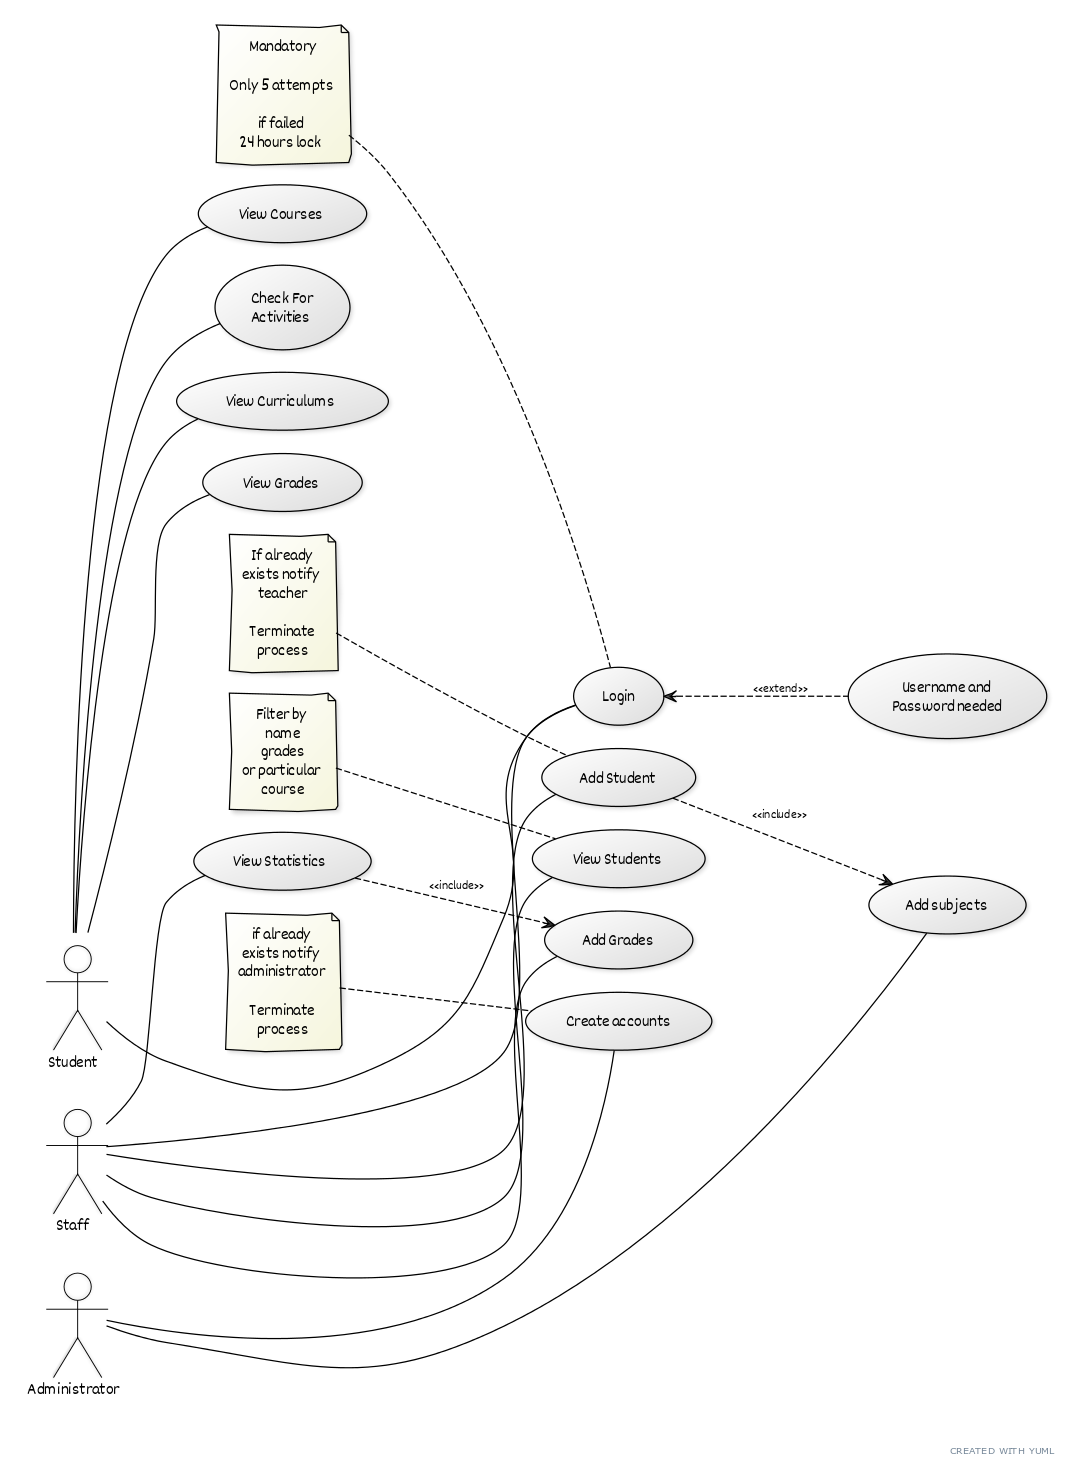 Mandatory
Only 5 attempts
if failed
24 hours lock
View Courses
Check For
Activities
View Curriculums
View Grades
If already
exists notify
teacher
Terminate
process
Filter by
name
grades
or particular
course
View Statistics
if already
exists notify
administrator
Terminate
process
Login
<<extend>>
Username and
Password needed
Add Student
<<include>>
View Students
<<include>>
Add Grades
Add subjects
Create accounts
Student
Staff
Administrator
CREATED WITH YUML